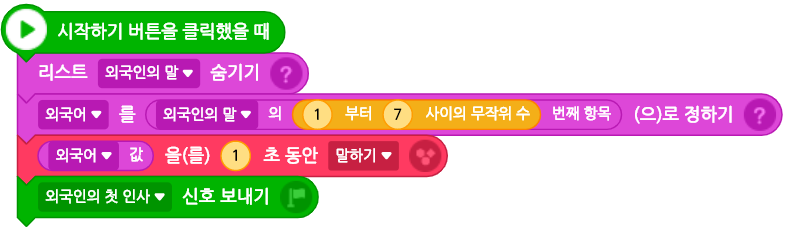 시작하기 버튼을 클릭했을 때
리스트 외국인의 말 숨기기 ?
외국어 를 외국인의 말 의 1 부터 7 사이의 무작위 수 번째 항목 (으)로 정하기 ?
외국어 값 을(를) 1 초 동안 말하기
외국인의 첫 인사 신호 보내기